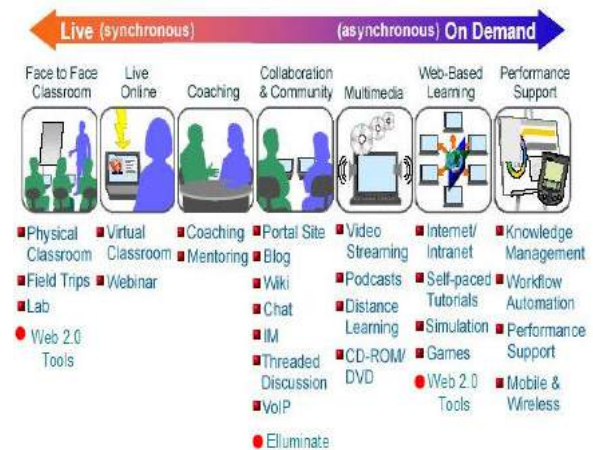 Live (synchronous) (asynchronous) On Demand
Face to Face
Classroom
Live
Online
Coaching
Collaboration
& Community
Multimedia
Web-Based
Learning
Performance
Support
Physical
Classroom
Field Trips
Lab
Web 2.0
Tools
Virtual
Classroom
Webinar
Coaching
Mentoring
Portal Site
Blog
Wiki
Chat
IM
Threaded
Discussion
VoIP
Elluminate
Video
Streaming
Podcasts
Distance
Learning
CD-ROM/
DVD
Internet/
Intranet
Self-paced
Tutorials
Simulation
Games
Web 2.0
Tools
Knowledge
Management
Workflow
Automation
Performance
Support
Mobile &
Wireless